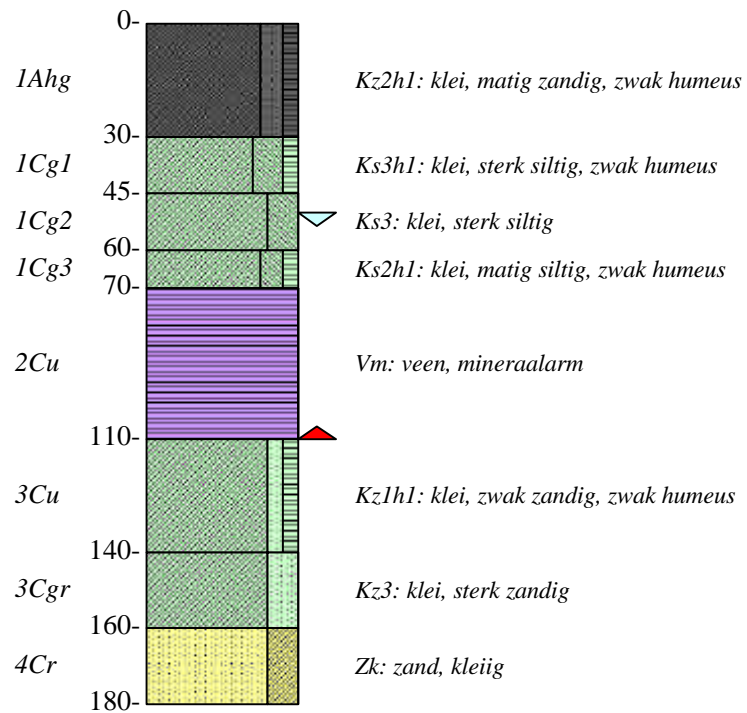 0-
1Ahg Kz2h1: klei, matig zandig, zwak humeus
30-
1Cg1 Ks3h1: klei, sterk siltig, zwak humeus
45-
1Cg2 Ks3: klei, sterk siltig
60-
1Cg3 Ks2h1: klei, matig siltig, zwak humeus
70-
2Cu Vm: veen, mineraalarm
110-
3Cu Kz1h1: klei, zwak zandig, zwak humeus
140-
3Cgr Kz3: klei, sterk zandig
160-
4Cr Zk: zand, kleiig
180-